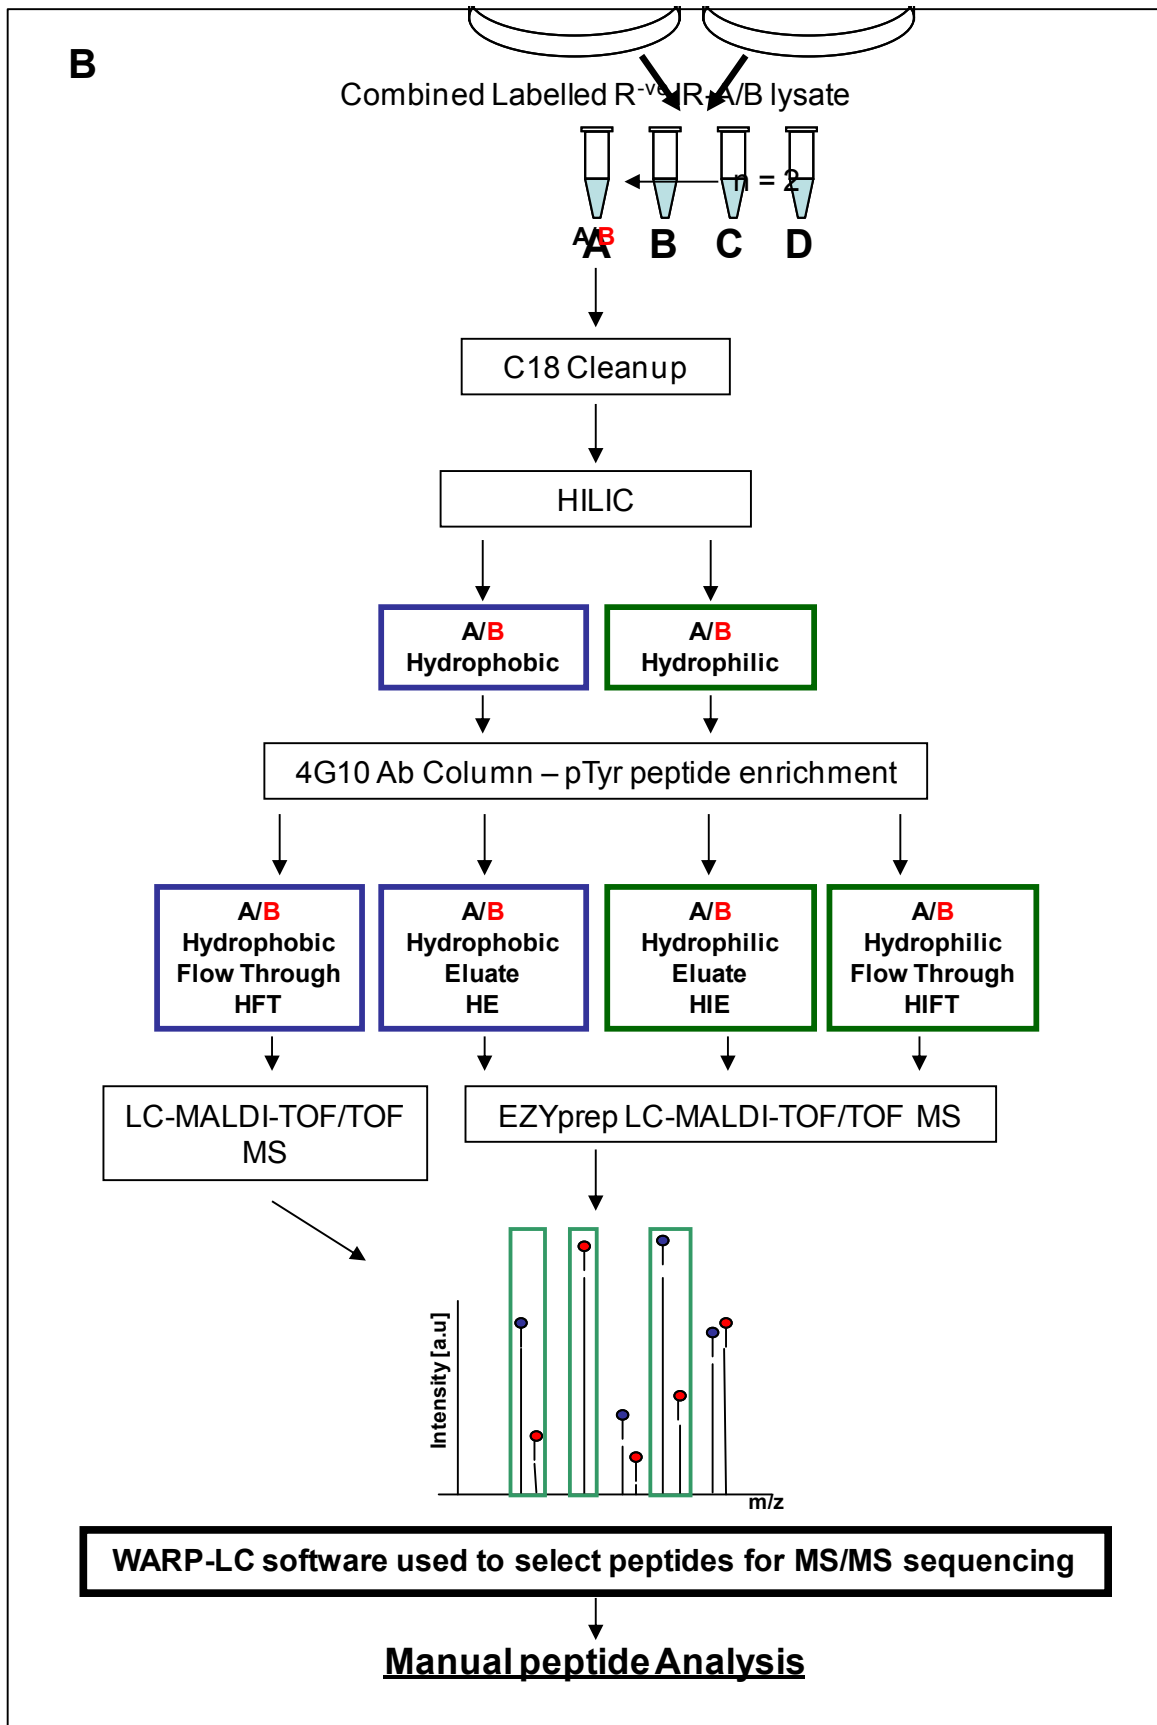 B
Combined Labelled R-ve IR-A/B lysate
n = 2
A/B
A B C D
C18 Cleanup
HILIC
A/B
Hydrophobic
A/B
Hydrophilic
4G10 Ab Column – pTyr peptide enrichment
A/B
Hydrophobic
Flow Through
HFT
A/B
Hydrophobic
Eluate
HE
A/B
Hydrophilic
Eluate
HIE
A/B
Hydrophilic
Flow Through
HIFT
LC-MALDI-TOF/TOF
MS
EZYprep LC-MALDI-TOF/TOF MS
Intensity [a.u]
m/z
WARP-LC software used to select peptides for MS/MS sequencing
Manual peptide Analysis